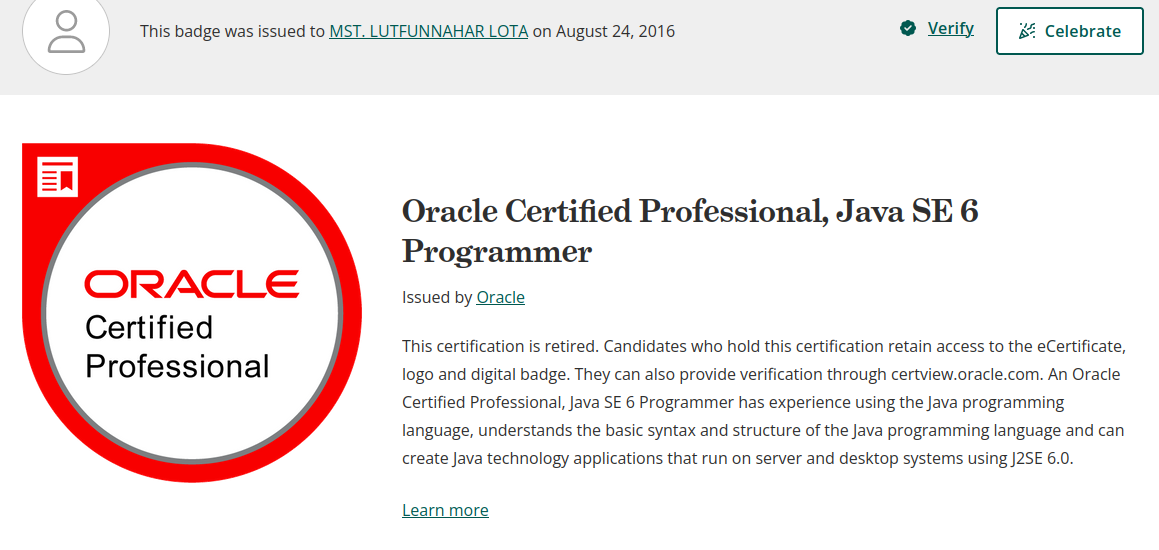 This badge was issued to MST. LUTFUNNAHAR LOTA on August 24, 2016
Verify
Celebrate
ORACLE
Certified
Professional
Oracle Certified Professional, Java SE 6
Programmer
Issued by Oracle
This certification is retired. Candidates who hold this certification retain access to the eCertificate,
logo and digital badge. They can also provide verification through certview.oracle.com. An Oracle
Certified Professional, Java SE 6 Programmer has experience using the Java programming
language, understands the basic syntax and structure of the Java programming language and can
create Java technology applications that run on server and desktop systems using J2SE 6.0.
Learn more